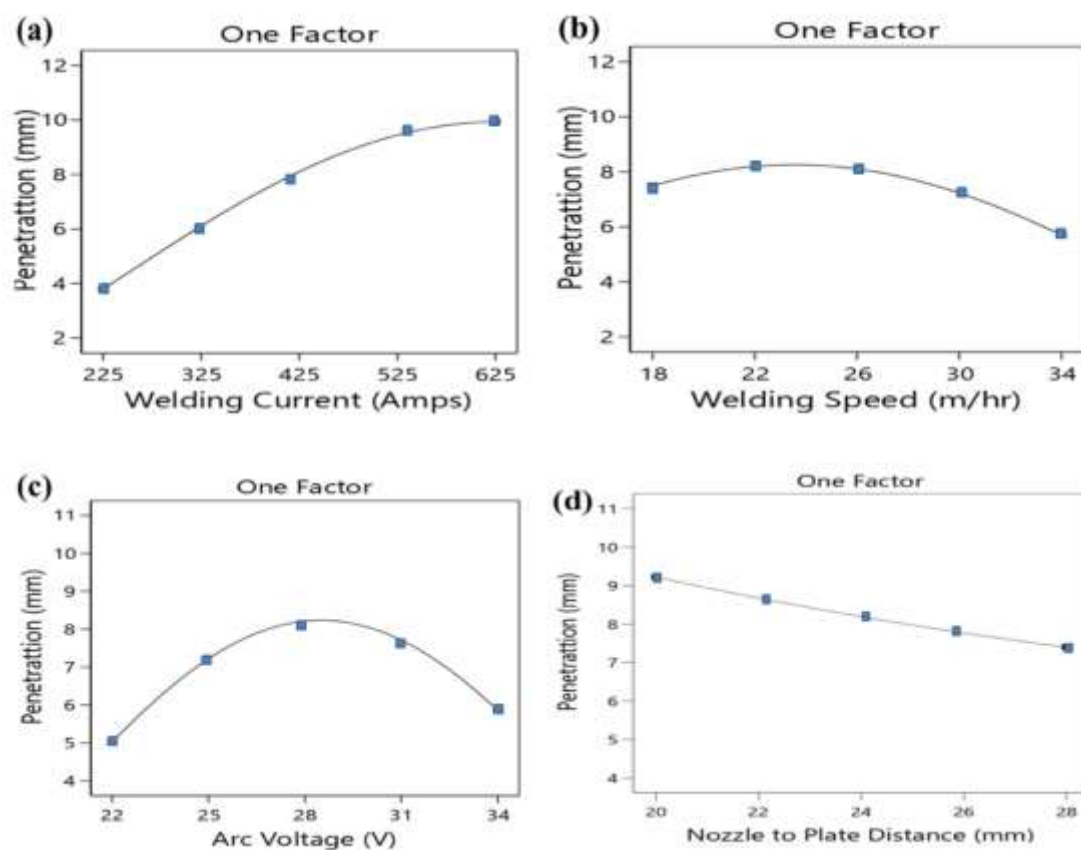 (a)
One Factor
Penetrattion (mm)
12
10
8
6
4
2
225 325 425 525 625
Welding Current (Amps)
(b)
One Factor
Penetrattion (mm)
12
10
8
6
4
2
18 22 26 30 34
Welding Speed (m/hr)
(c)
One Factor
Penetrattion (mm)
11
10
9
8
7
6
5
4
22 25 28 31 34
Arc Voltage (V)
(d)
One Factor
Penetrattion (mm)
11
10
9
8
7
6
5
4
20 22 24 26 28
Nozzle to Plate Distance (mm)